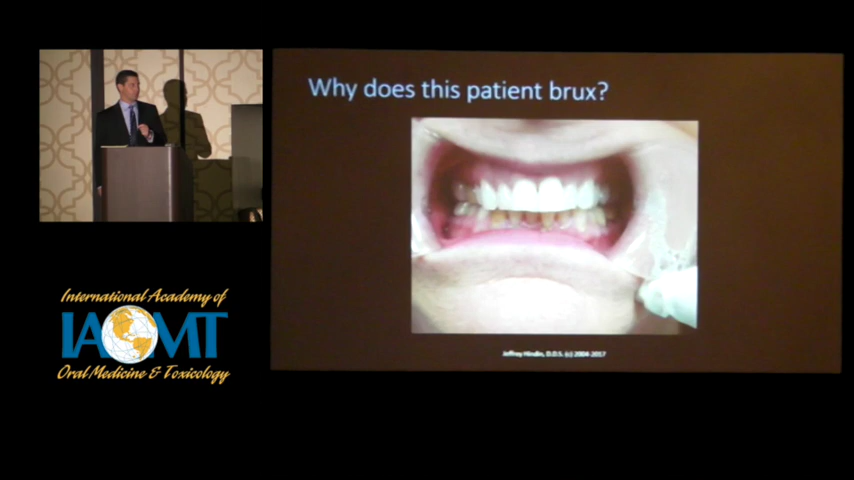 Why does this patient brux?
Jeffrey Hindin, D.D.S. (c) 2004-2017
International Academy of
IAOMT
Oral Medicine & Toxicology